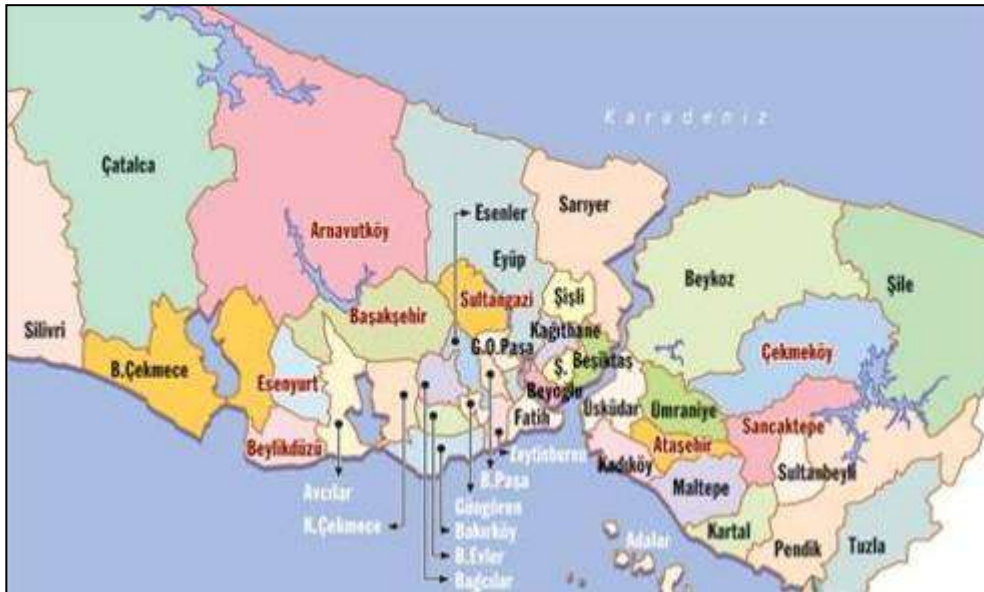 Karadeniz
Çatalca
Sarıyer
Esenler
Arnavutköy
Eyüp
Beykoz
Şile
Silivri
Başakşehir
Sultangazi
Şişli
Kağıthane
B.Çekmece
G.O.Paşa
Ş.
Beşiktaş
Çekmeköy
Esenyurt
Beyoğlu
Fatih
Üsküdar
Ümraniye
Sancaktepe
Beylikdüzü
Zeytinburnu
Kadıköy
Ataşehir
Sultanbeyli
B.Paşa
Maltepe
Avcılar
Güngören
K.Çekmece
Bakırköy
B.Evler
Bağcılar
Adalar
Kartal
Pendik
Tuzla